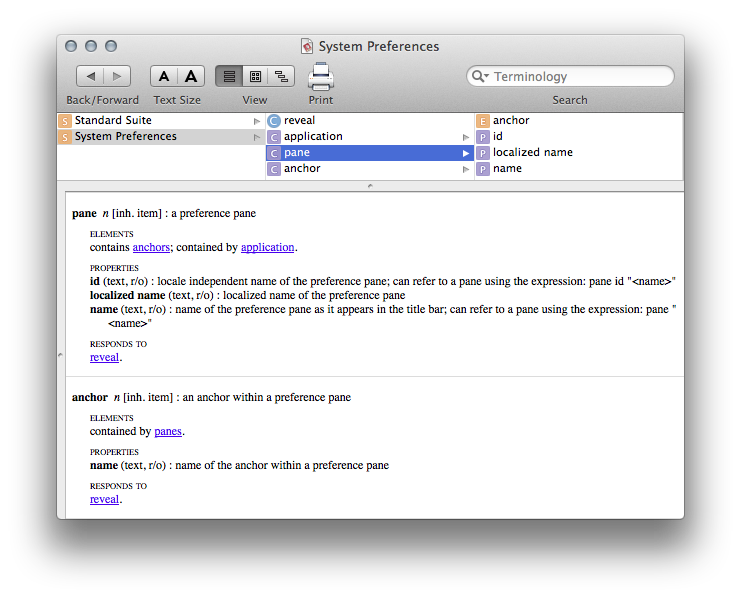 System Preferences
A A
Terminology
Back/Forward Text Size View Print Search
S Standard Suite C reveal E anchor
S System Preferences C application P id
C pane P localized name
C anchor P name
pane n [inh. item] : a preference pane
ELEMENTS
contains anchors; contained by application.
PROPERTIES
id (text, r/o) : locale independent name of the preference pane; can refer to a pane using the expression: pane id "<name>"
localized name (text, r/o) : localized name of the preference pane
name (text, r/o) : name of the preference pane as it appears in the title bar; can refer to a pane using the expression: pane "
<name>"
RESPONDS TO
reveal.
anchor n [inh. item] : an anchor within a preference pane
ELEMENTS
contained by panes.
PROPERTIES
name (text, r/o) : name of the anchor within a preference pane
RESPONDS TO
reveal.